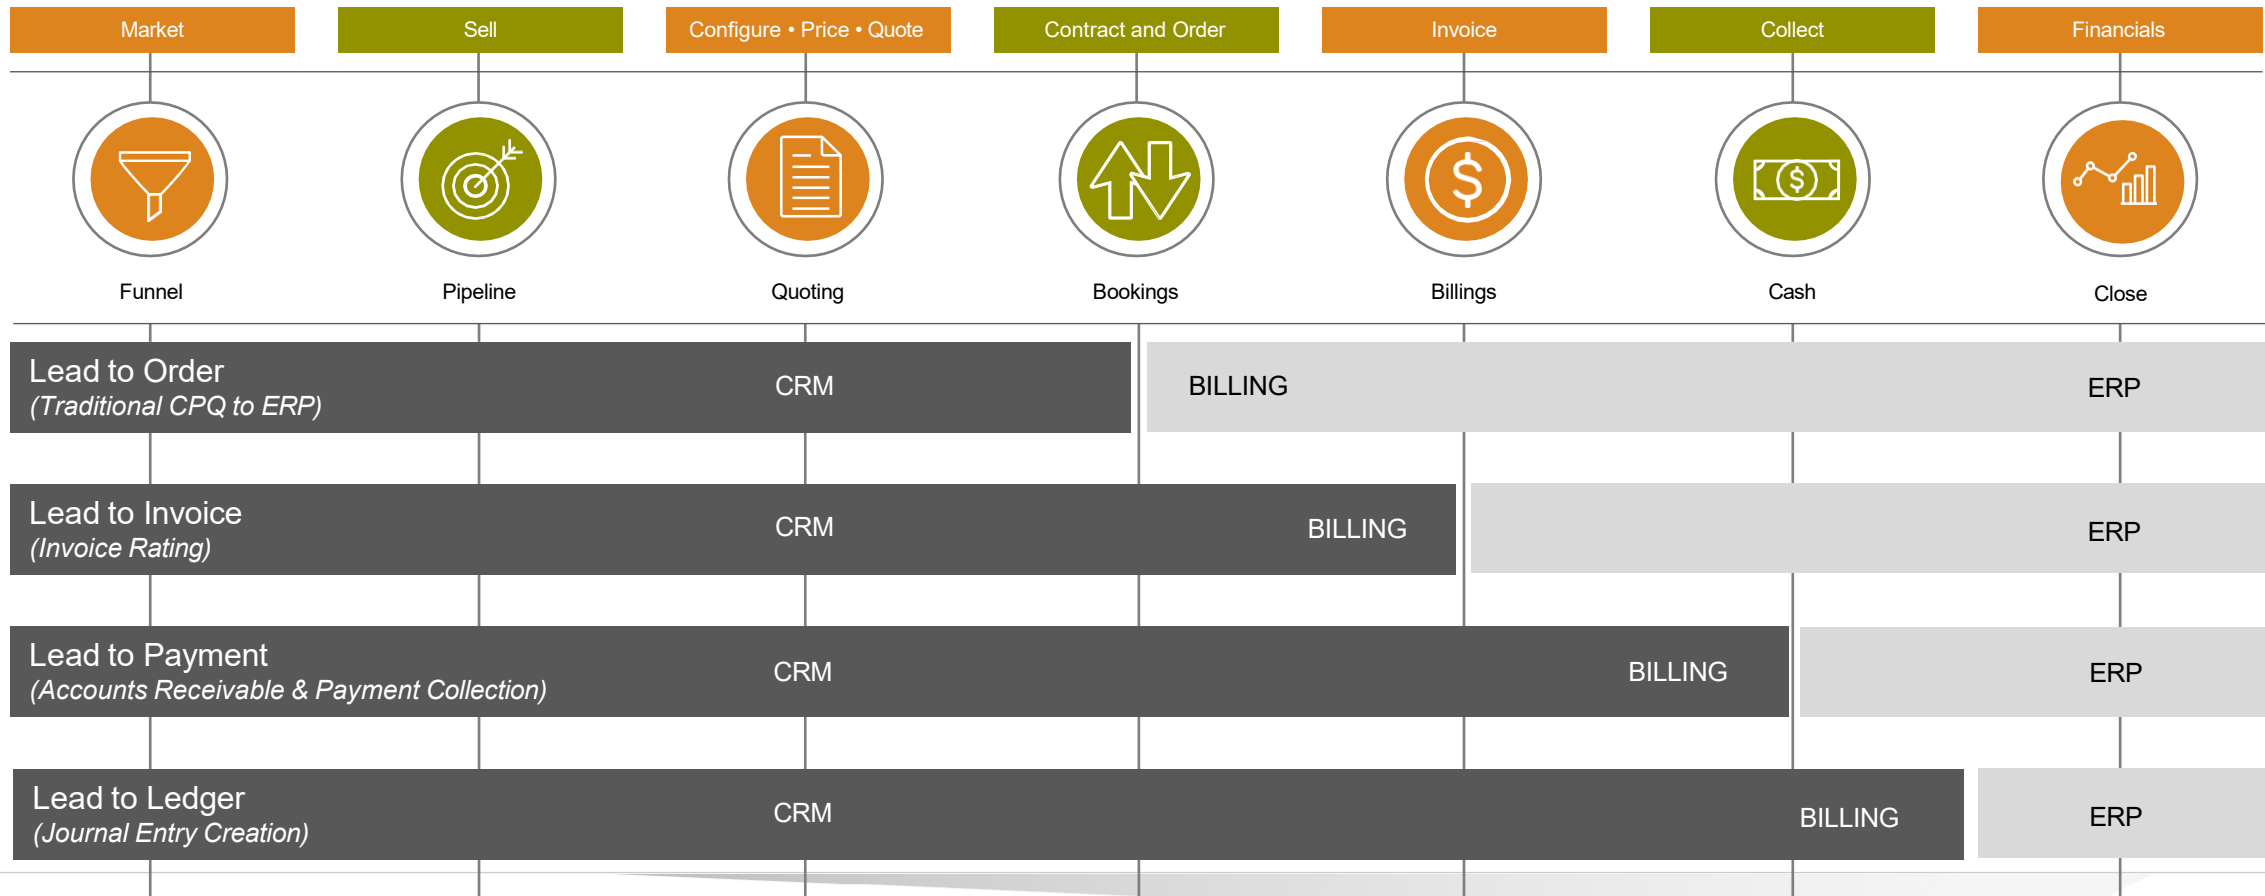 Market
Sell
Configure • Price • Quote
Contract and Order
Invoice
Collect
Financials
$
$
Funnel
Pipeline
Quoting
Bookings
Billings
Cash
Close
Lead to Order
(Traditional CPQ to ERP)
CRM
BILLING
ERP
Lead to Invoice
(Invoice Rating)
CRM
BILLING
ERP
Lead to Payment
(Accounts Receivable & Payment Collection)
CRM
BILLING
ERP
Lead to Ledger
(Journal Entry Creation)
CRM
BILLING
ERP